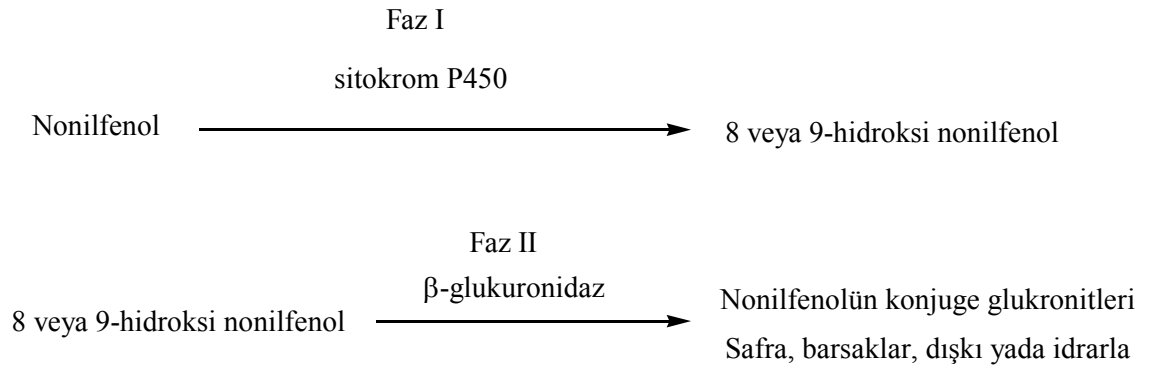 Faz I
sitokrom P450
Nonilfenol
8 veya 9-hidroksi nonilfenol
Faz II
β-glukuronidaz
8 veya 9-hidroksi nonilfenol
Nonilfenolün konjuge glukronitleri
Safra, barsaklar, dışkı yada idrarla